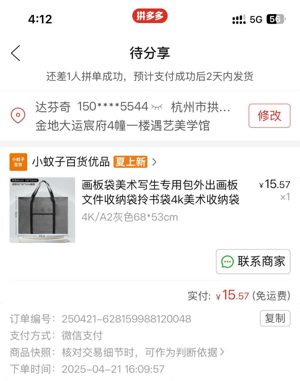 4:12 拼多多 5G
待分享
还差1人拼单成功，预计支付成功后2天内发货
达芬奇 150****5544 杭州市拱...
金地大运宸府4幢一楼遇艺美学馆
修改
小蚊子百货 小蚊子百货优品 夏上新 >
画板袋美术写生专用包外出画板 ¥15.57
文件收纳袋拎书袋4k美术收纳袋 ×1
4K/A2灰色68*53cm
联系商家
实付: ¥15.57 (免运费)
订单编号: 250421-628159988120048 复制
支付方式: 微信支付
商品快照: 核对交易细节时，可作为判断依据 >
下单时间: 2025-04-21 16:09:57